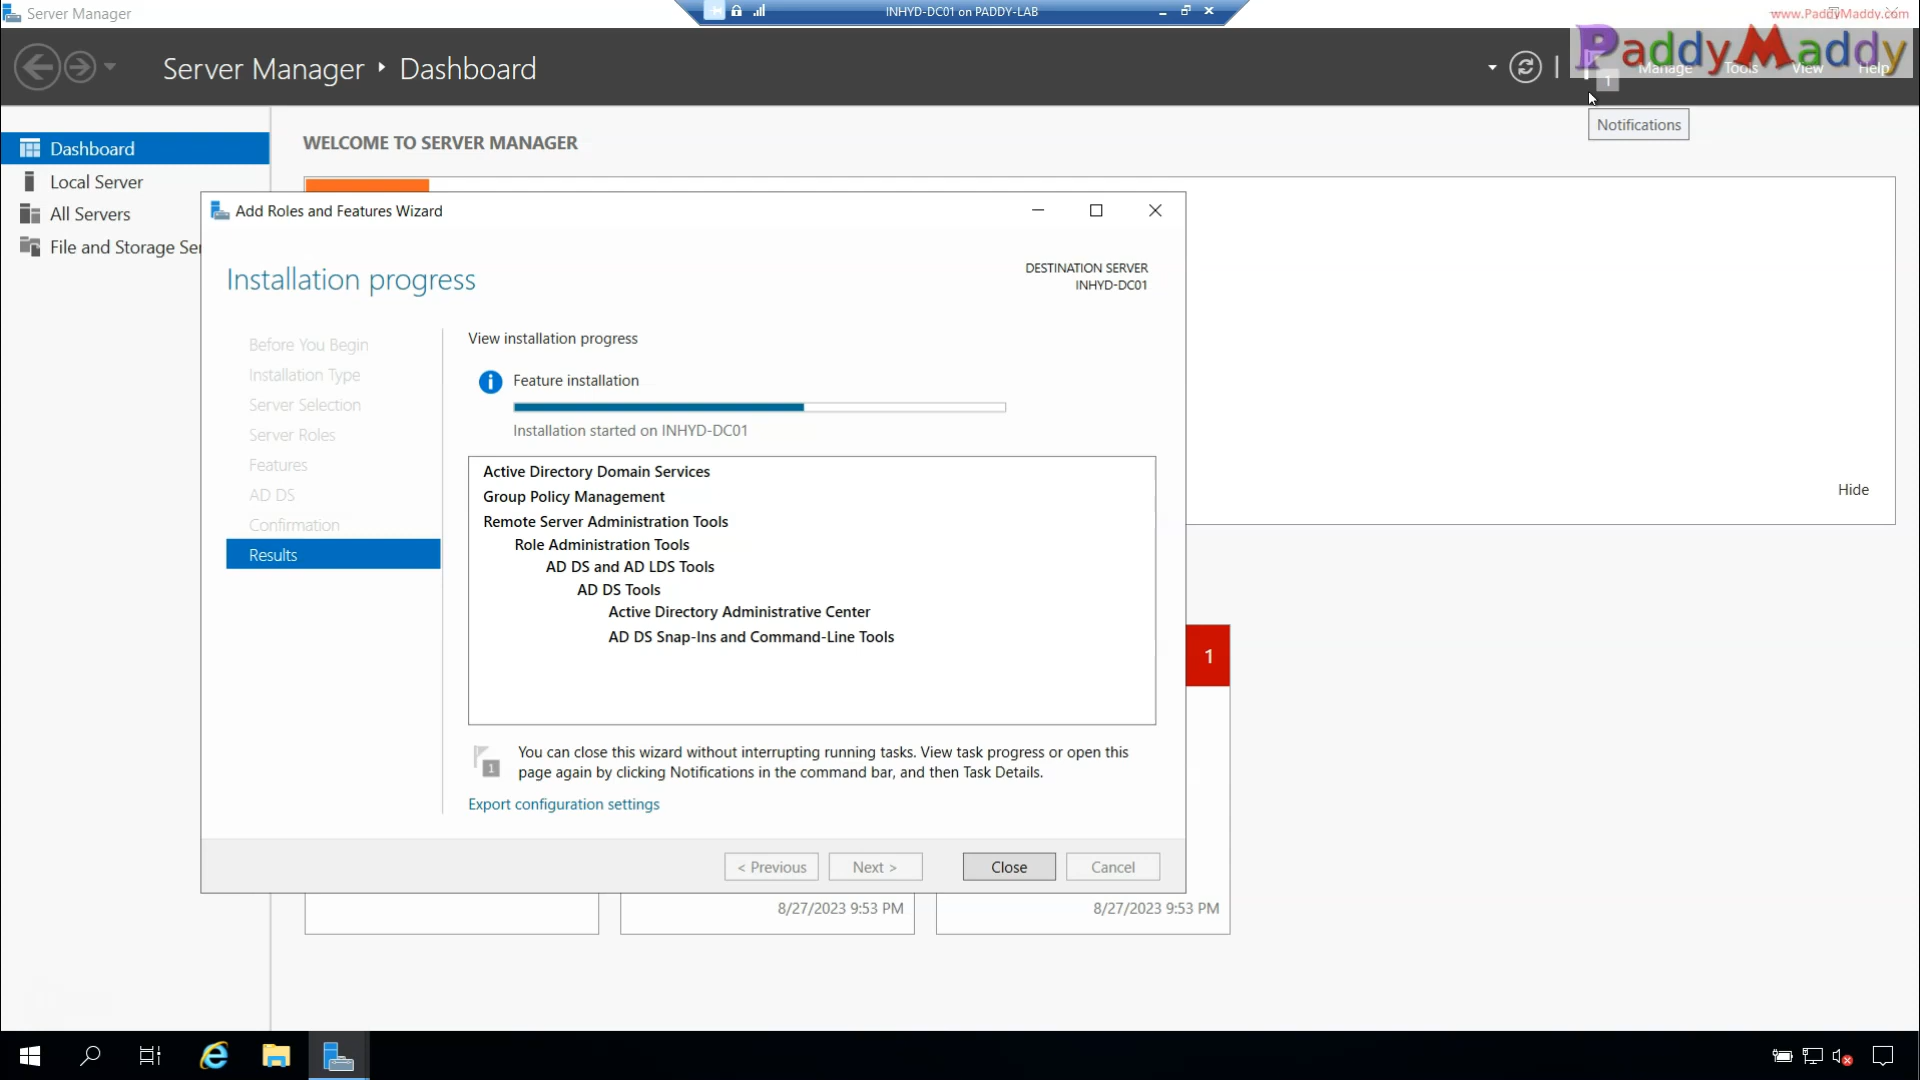 Server Manager
INHYD-DC01 on PADDY-LAB
www.PaddyMaddy.com
PaddyMaddy
Server Manager ‣ Dashboard
Manage Tools View Help
1
Notifications
Dashboard
Local Server
All Servers
File and Storage Ser
WELCOME TO SERVER MANAGER
Add Roles and Features Wizard
Installation progress
DESTINATION SERVER
INHYD-DC01
Before You Begin
Installation Type
Server Selection
Server Roles
Features
AD DS
Confirmation
Results
View installation progress
Feature installation
Installation started on INHYD-DC01
Active Directory Domain Services
Group Policy Management
Remote Server Administration Tools
Role Administration Tools
AD DS and AD LDS Tools
AD DS Tools
Active Directory Administrative Center
AD DS Snap-Ins and Command-Line Tools
1
You can close this wizard without interrupting running tasks. View task progress or open this
page again by clicking Notifications in the command bar, and then Task Details.
Export configuration settings
< Previous
Next >
Close
Cancel
Hide
1
8/27/2023 9:53 PM
8/27/2023 9:53 PM